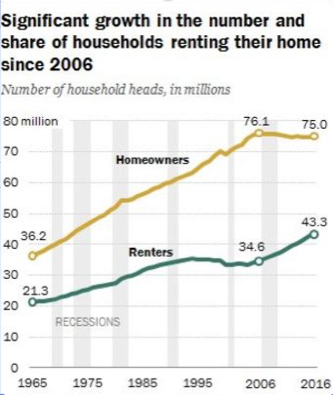 Significant growth in the number and
share of households renting their home
since 2006
Number of household heads, in millions
80 million
76.1
75.0
70
Homeowners
60
50
40
36.2
43.3
Renters
34.6
30
21.3
20
RECESSIONS
10
0
1965 1975 1985 1995 2006 2016